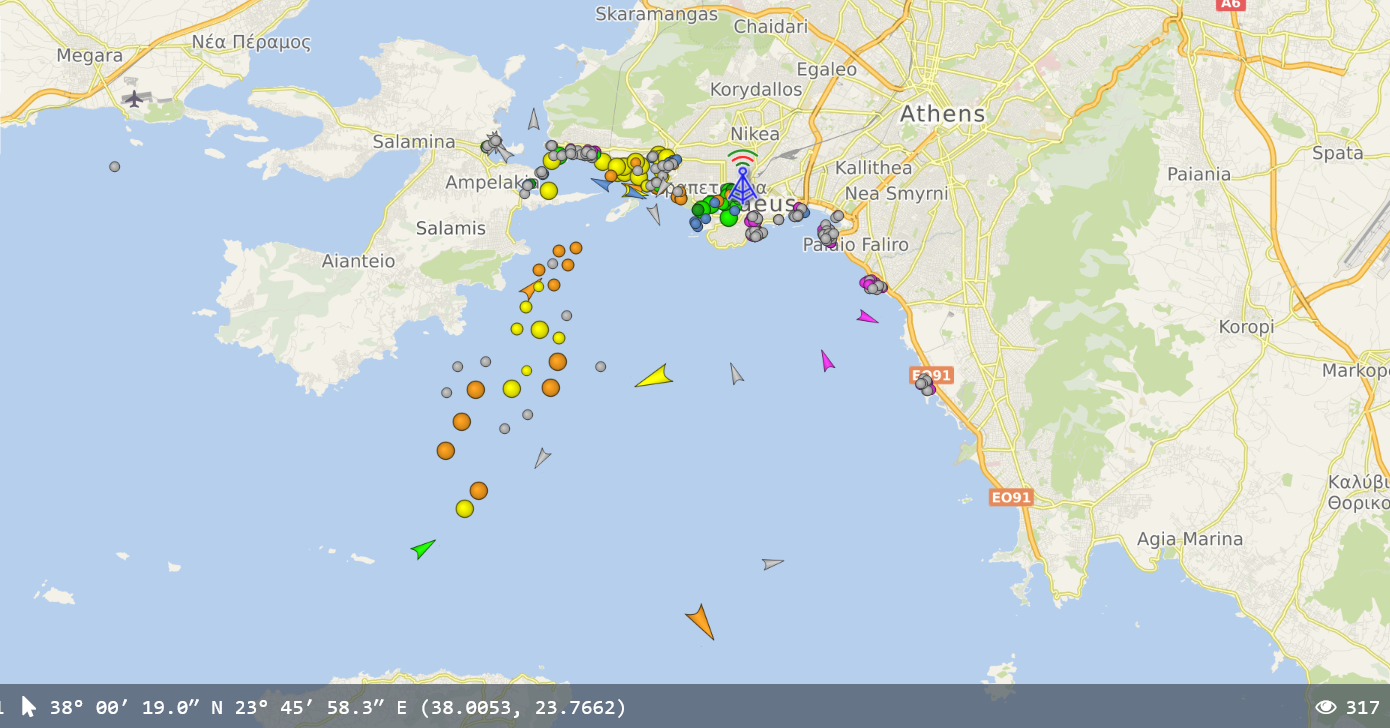 A6
Skaramangas
Chaidari
Νέα Πέραμος
Megara
Egaleo
Korydallos
Athens
Nikea
Salamina
Spata
Kallithea
Paiania
Ampelakia
Nea Smyrni
Salamis
Palaio Faliro
Aianteio
Koropi
EO91
Markopo
Καλύβι
Θορικο
EO91
Agia Marina
38° 00′ 19.0″ N 23° 45′ 58.3″ E (38.0053, 23.7662)
317